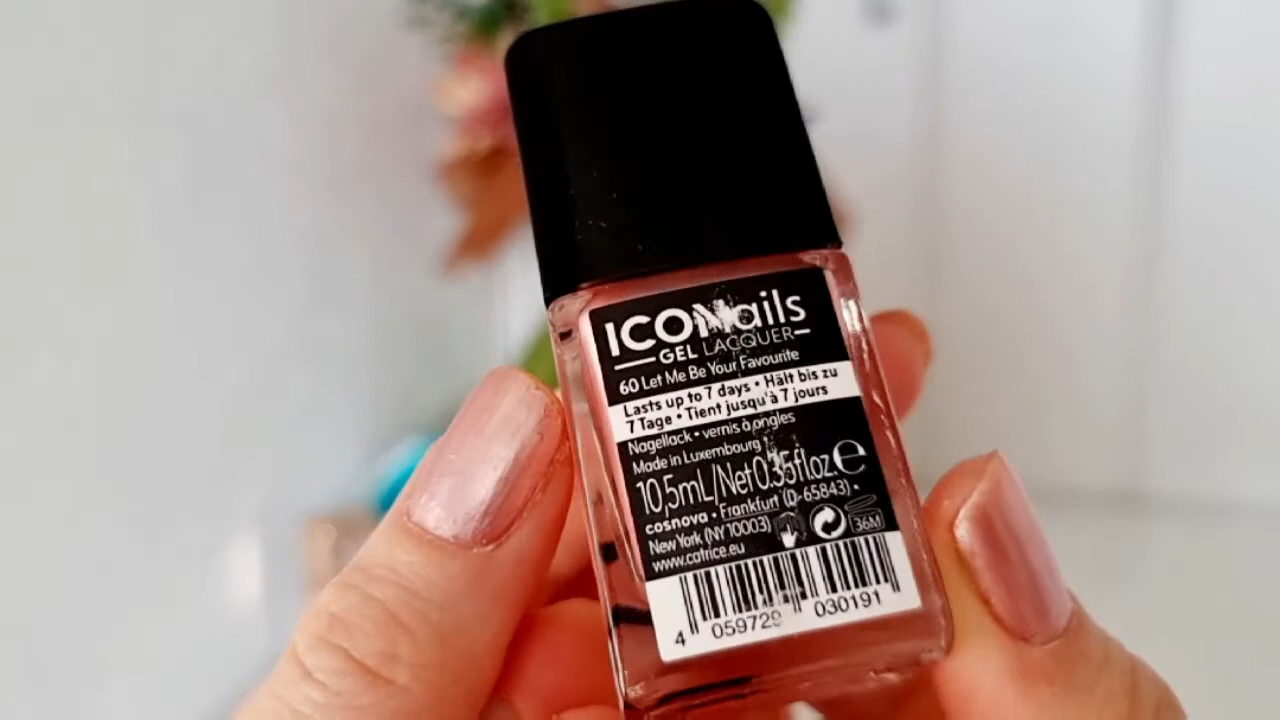 ICONails
GEL LACQUER
60 Let Me Be Your Favourite
Lasts up to 7 days • Hält bis zu
7 Tage • Tient jusqu'à 7 jours
Nagellack • vernis à ongles
Made in Luxembourg
10,5mL/Net0.35fl.oz.℮
cosnova • Frankfurt (D-65843) •
New York (NY 10003)
36M
www.catrice.eu
4 059729 030191